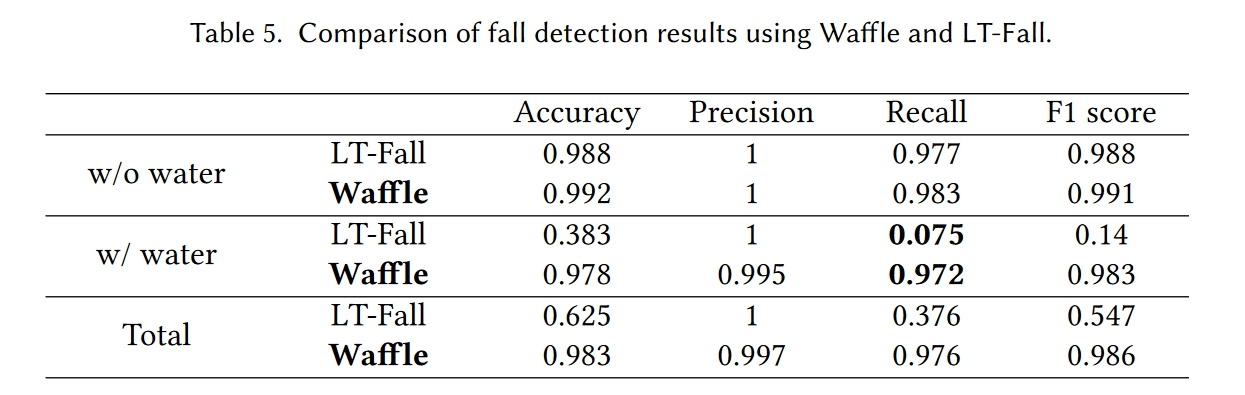 Table 5. Comparison of fall detection results using Waffle and LT-Fall.
Accuracy Precision Recall F1 score
w/o water LT-Fall 0.988 1 0.977 0.988
Waffle 0.992 1 0.983 0.991
w/ water LT-Fall 0.383 1 0.075 0.14
Waffle 0.978 0.995 0.972 0.983
Total LT-Fall 0.625 1 0.376 0.547
Waffle 0.983 0.997 0.976 0.986